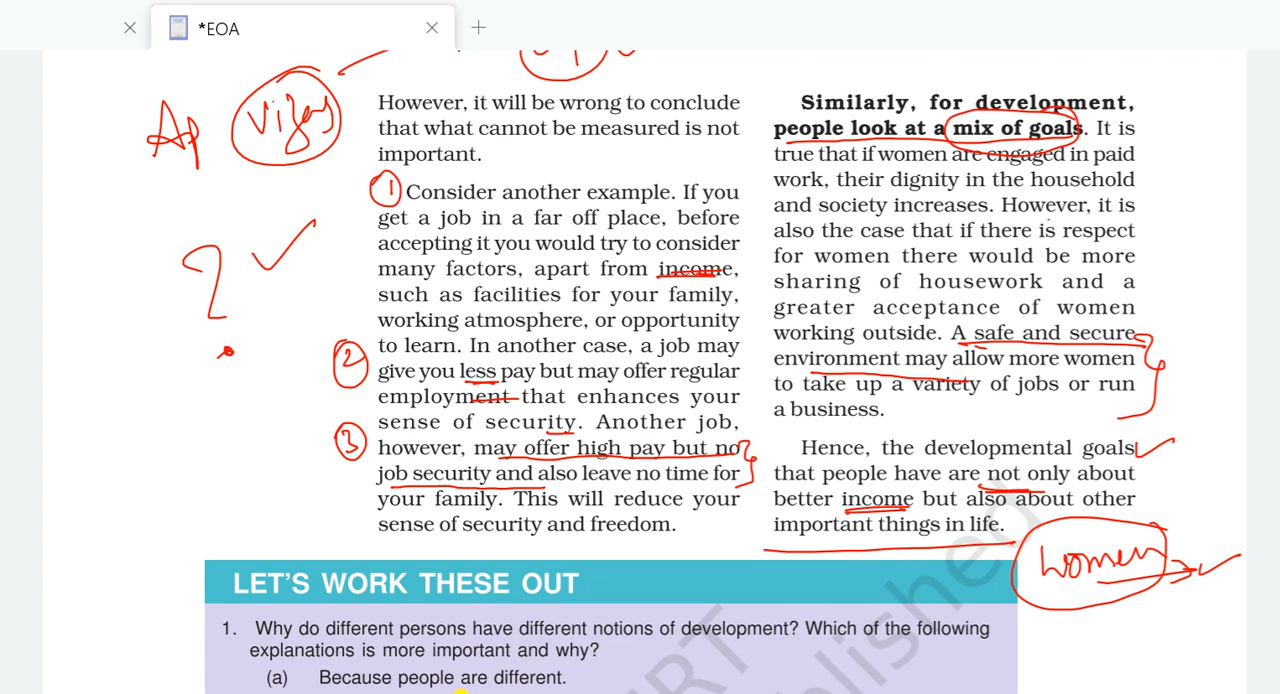 *EOA
Ap
However, it will be wrong to conclude
that what cannot be measured is not
important.
1
Consider another example. If you
get a job in a far off place, before
accepting it you would try to consider
many factors, apart from income,
such as facilities for your family,
working atmosphere, or opportunity
to learn. In another case, a job may
2
give you less pay but may offer regular
employment that enhances your
sense of security. Another job,
3
however, may offer high pay but no
job security and also leave no time for
your family. This will reduce your
sense of security and freedom.
Similarly, for development,
people look at a mix of goals. It is
true that if women are engaged in paid
work, their dignity in the household
and society increases. However, it is
also the case that if there is respect
for women there would be more
sharing of housework and a
greater acceptance of women
working outside. A safe and secure
environment may allow more women
to take up a variety of jobs or run
a business.
Hence, the developmental goals
that people have are not only about
better income but also about other
important things in life.
women
LET'S WORK THESE OUT
1. Why do different persons have different notions of development? Which of the following
explanations is more important and why?
(a) Because people are different.